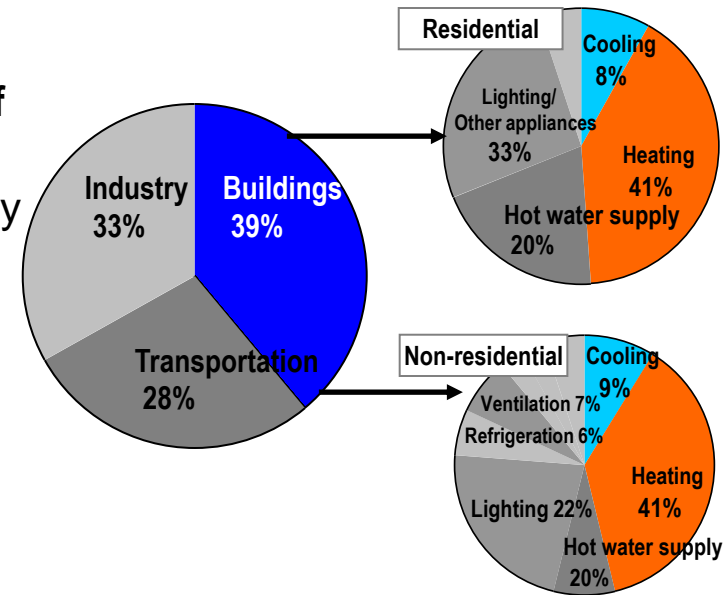 f
y
Industry
33%
Buildings
39%
Transportation
28%
Residential
Cooling
8%
Lighting/
Other appliances
33%
Heating
41%
Hot water supply
20%
Non-residential
Cooling
9%
Ventilation 7%
Refrigeration 6%
Heating
41%
Lighting 22%
Hot water supply
20%